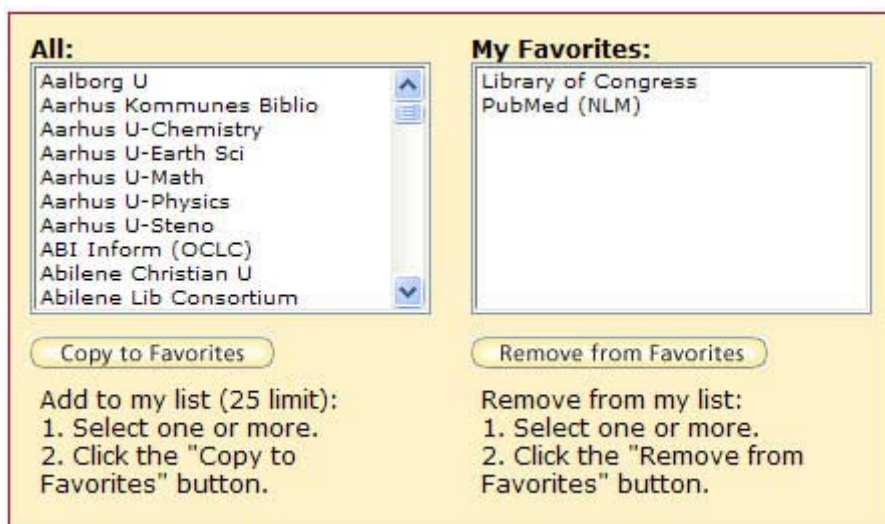 All:
Aalborg U
Aarhus Kommunes Biblio
Aarhus U-Chemistry
Aarhus U-Earth Sci
Aarhus U-Math
Aarhus U-Physics
Aarhus U-Steno
ABI Inform (OCLC)
Abilene Christian U
Abilene Lib Consortium
Copy to Favorites
Add to my list (25 limit):
1. Select one or more.
2. Click the "Copy to
Favorites" button.
My Favorites:
Library of Congress
PubMed (NLM)
Remove from Favorites
Remove from my list:
1. Select one or more.
2. Click the "Remove from
Favorites" button.